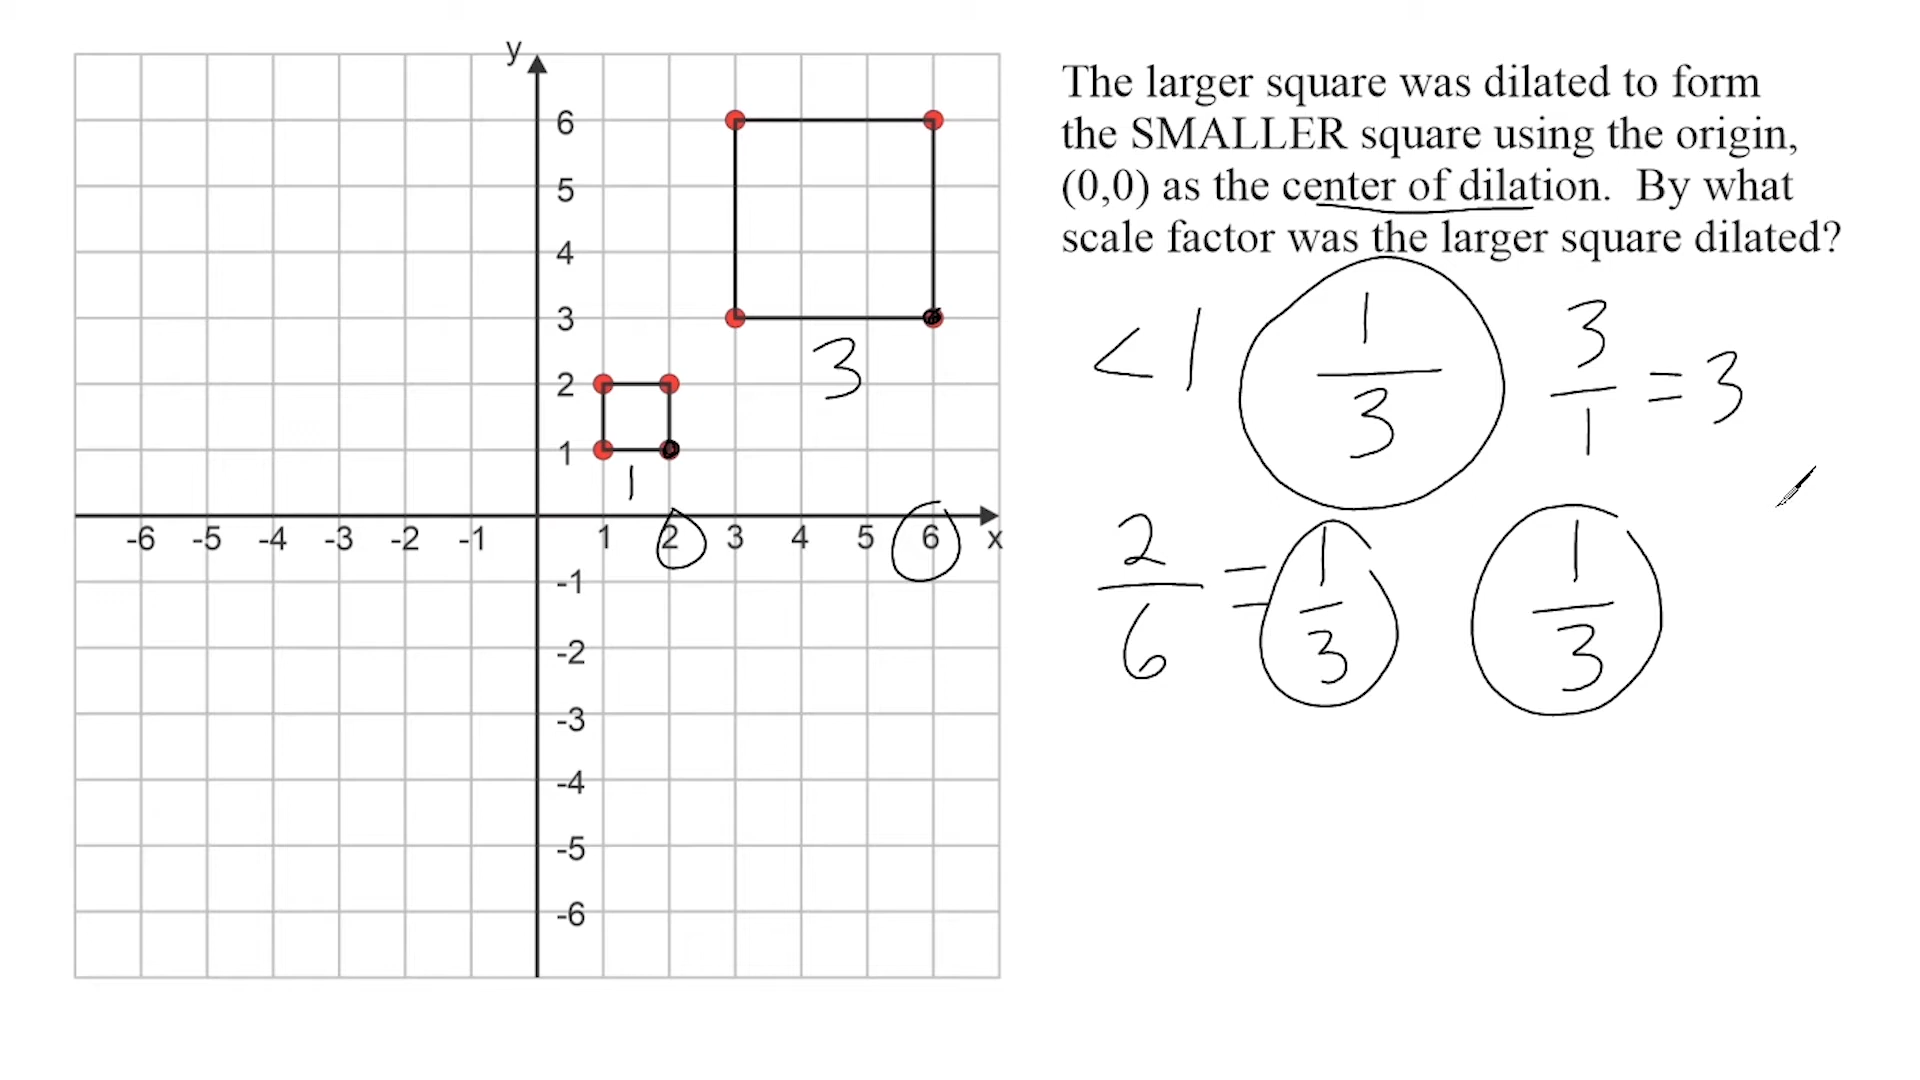 The larger square was dilated to form
the SMALLER square using the origin,
(0,0) as the center of dilation. By what
scale factor was the larger square dilated?
y
6
5
4
3
2
1
-6 -5 -4 -3 -2 -1 1 2 3 4 5 6 x
-1
-2
-3
-4
-5
-6
3
1
<1
1/3
3/1 = 3
2/6 = 1/3
1/3